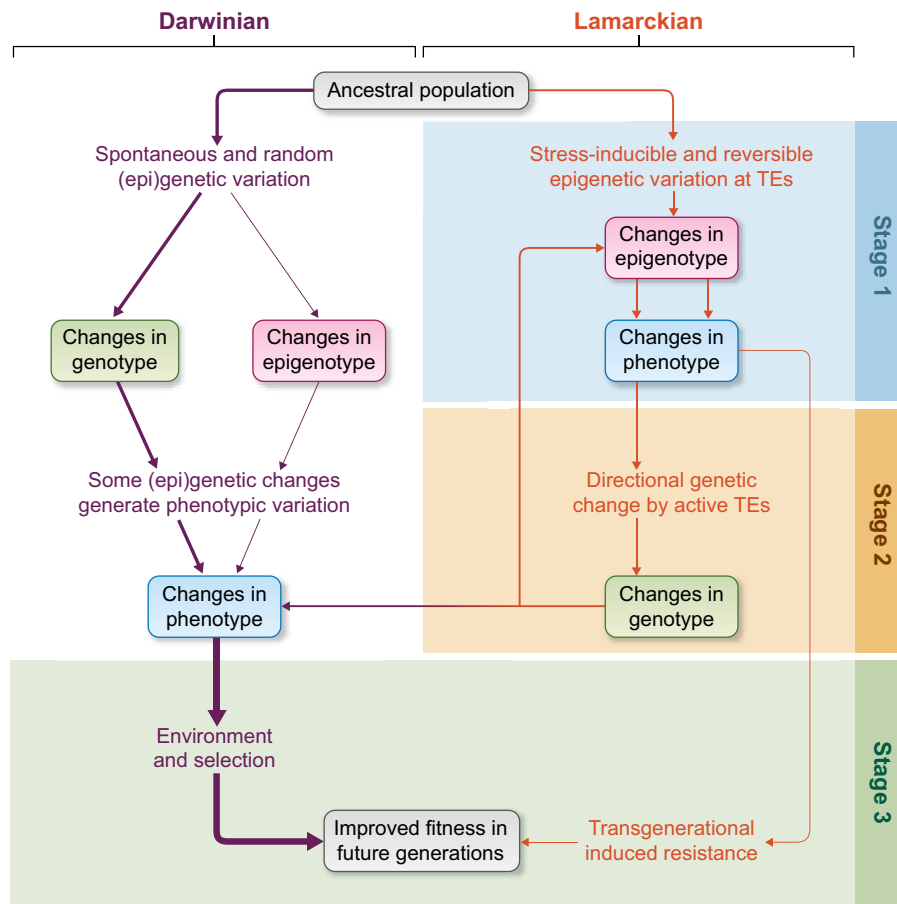 Darwinian
Lamarckian
Ancestral population
Spontaneous and random
(epi)genetic variation
Stress-inducible and reversible
epigenetic variation at TEs
Changes in
epigenotype
Stage 1
Changes in
genotype
Changes in
epigenotype
Changes in
phenotype
Some (epi)genetic changes
generate phenotypic variation
Directional genetic
change by active TEs
Stage 2
Changes in
phenotype
Changes in
genotype
Environment
and selection
Stage 3
Improved fitness in
future generations
Transgenerational
induced resistance